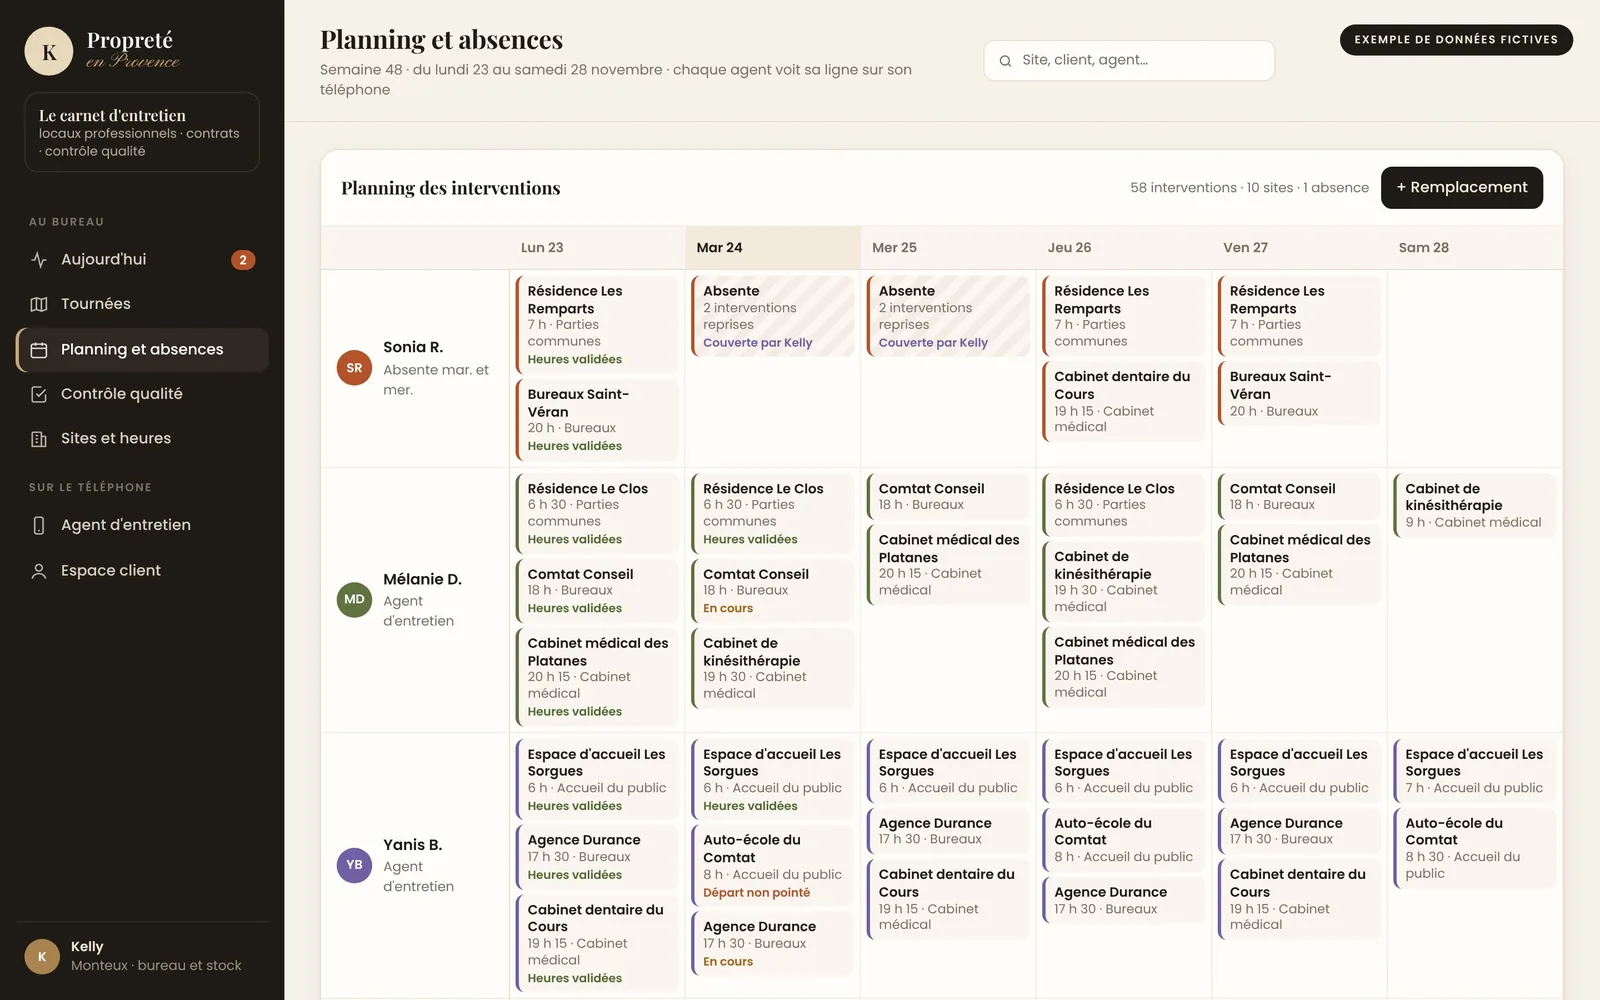 K
Propreté
en Provence
Le carnet d'entretien
locaux professionnels · contrats
· contrôle qualité
AU BUREAU
Aujourd'hui
2
Tournées
Planning et absences
Contrôle qualité
Sites et heures
SUR LE TÉLÉPHONE
Agent d'entretien
Espace client
K
Kelly
Monteux · bureau et stock
Planning et absences
Semaine 48 · du lundi 23 au samedi 28 novembre · chaque agent voit sa ligne sur son
téléphone
Site, client, agent...
EXEMPLE DE DONNÉES FICTIVES
Planning des interventions
58 interventions · 10 sites · 1 absence
+ Remplacement
Lun 23
Mar 24
Mer 25
Jeu 26
Ven 27
Sam 28
SR
Sonia R.
Absente mar. et
mer.
Résidence Les
Remparts
7 h · Parties
communes
Heures validées
Bureaux Saint-
Véran
20 h · Bureaux
Heures validées
Absente
2 interventions
reprises
Couverte par Kelly
Absente
2 interventions
reprises
Couverte par Kelly
Résidence Les
Remparts
7 h · Parties
communes
Cabinet dentaire du
Cours
19 h 15 · Cabinet
médical
Résidence Les
Remparts
7 h · Parties
communes
Bureaux Saint-
Véran
20 h · Bureaux
MD
Mélanie D.
Agent
d'entretien
Résidence Le Clos
6 h 30 · Parties
communes
Heures validées
Comtat Conseil
18 h · Bureaux
Heures validées
Cabinet médical des
Platanes
20 h 15 · Cabinet
médical
Heures validées
Résidence Le Clos
6 h 30 · Parties
communes
Heures validées
Comtat Conseil
18 h · Bureaux
En cours
Cabinet de
kinésithérapie
19 h 30 · Cabinet
médical
Comtat Conseil
18 h · Bureaux
Cabinet médical des
Platanes
20 h 15 · Cabinet
médical
Résidence Le Clos
6 h 30 · Parties
communes
Cabinet de
kinésithérapie
19 h 30 · Cabinet
médical
Cabinet médical des
Platanes
20 h 15 · Cabinet
médical
Comtat Conseil
18 h · Bureaux
Cabinet médical des
Platanes
20 h 15 · Cabinet
médical
Cabinet de
kinésithérapie
9 h · Cabinet médical
YB
Yanis B.
Agent
d'entretien
Espace d'accueil Les
Sorgues
6 h · Accueil du public
Heures validées
Agence Durance
17 h 30 · Bureaux
Heures validées
Cabinet dentaire du
Cours
19 h 15 · Cabinet
médical
Heures validées
Espace d'accueil Les
Sorgues
6 h · Accueil du public
Heures validées
Auto-école du
Comtat
8 h · Accueil du public
Départ non pointé
Agence Durance
17 h 30 · Bureaux
En cours
Espace d'accueil Les
Sorgues
6 h · Accueil du public
Agence Durance
17 h 30 · Bureaux
Cabinet dentaire du
Cours
19 h 15 · Cabinet
médical
Espace d'accueil Les
Sorgues
6 h · Accueil du public
Auto-école du
Comtat
8 h · Accueil du public
Agence Durance
17 h 30 · Bureaux
Espace d'accueil Les
Sorgues
6 h · Accueil du public
Agence Durance
17 h 30 · Bureaux
Cabinet dentaire du
Cours
19 h 15 · Cabinet
médical
Espace d'accueil Les
Sorgues
7 h · Accueil du public
Auto-école du
Comtat
8 h 30 · Accueil du
public